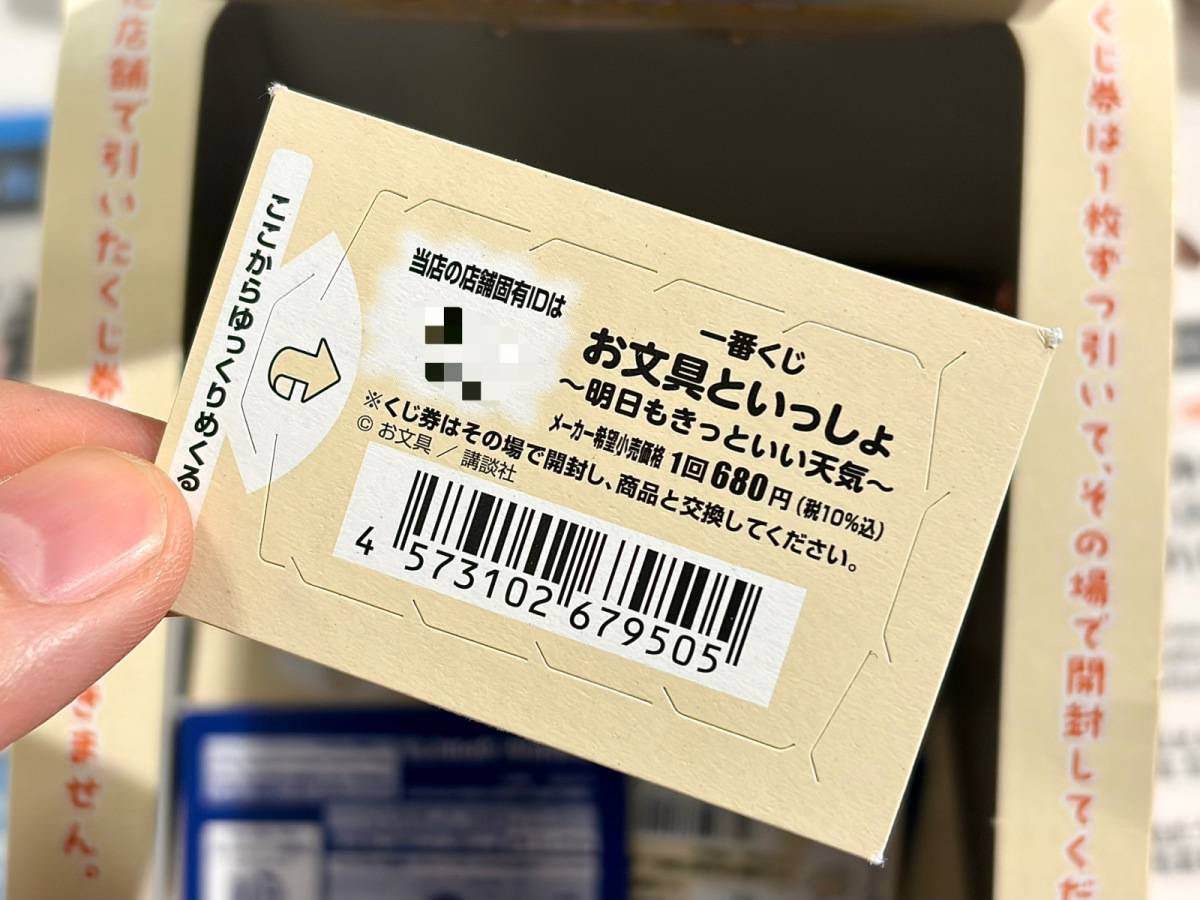 ここからゆっくりめくる
当店の店舗固有IDは
一番くじ
お文具といっしょ
～明日もきっといい天気～
メーカー希望小売価格 1回680円(税10%込)
※くじ券はその場で開封し、商品と交換してください。
© お文具／講談社
4 573102 679505
店舗で引いたくじ券
ません。
くじ券は1枚ずつ引いて、その場で開封してくだ